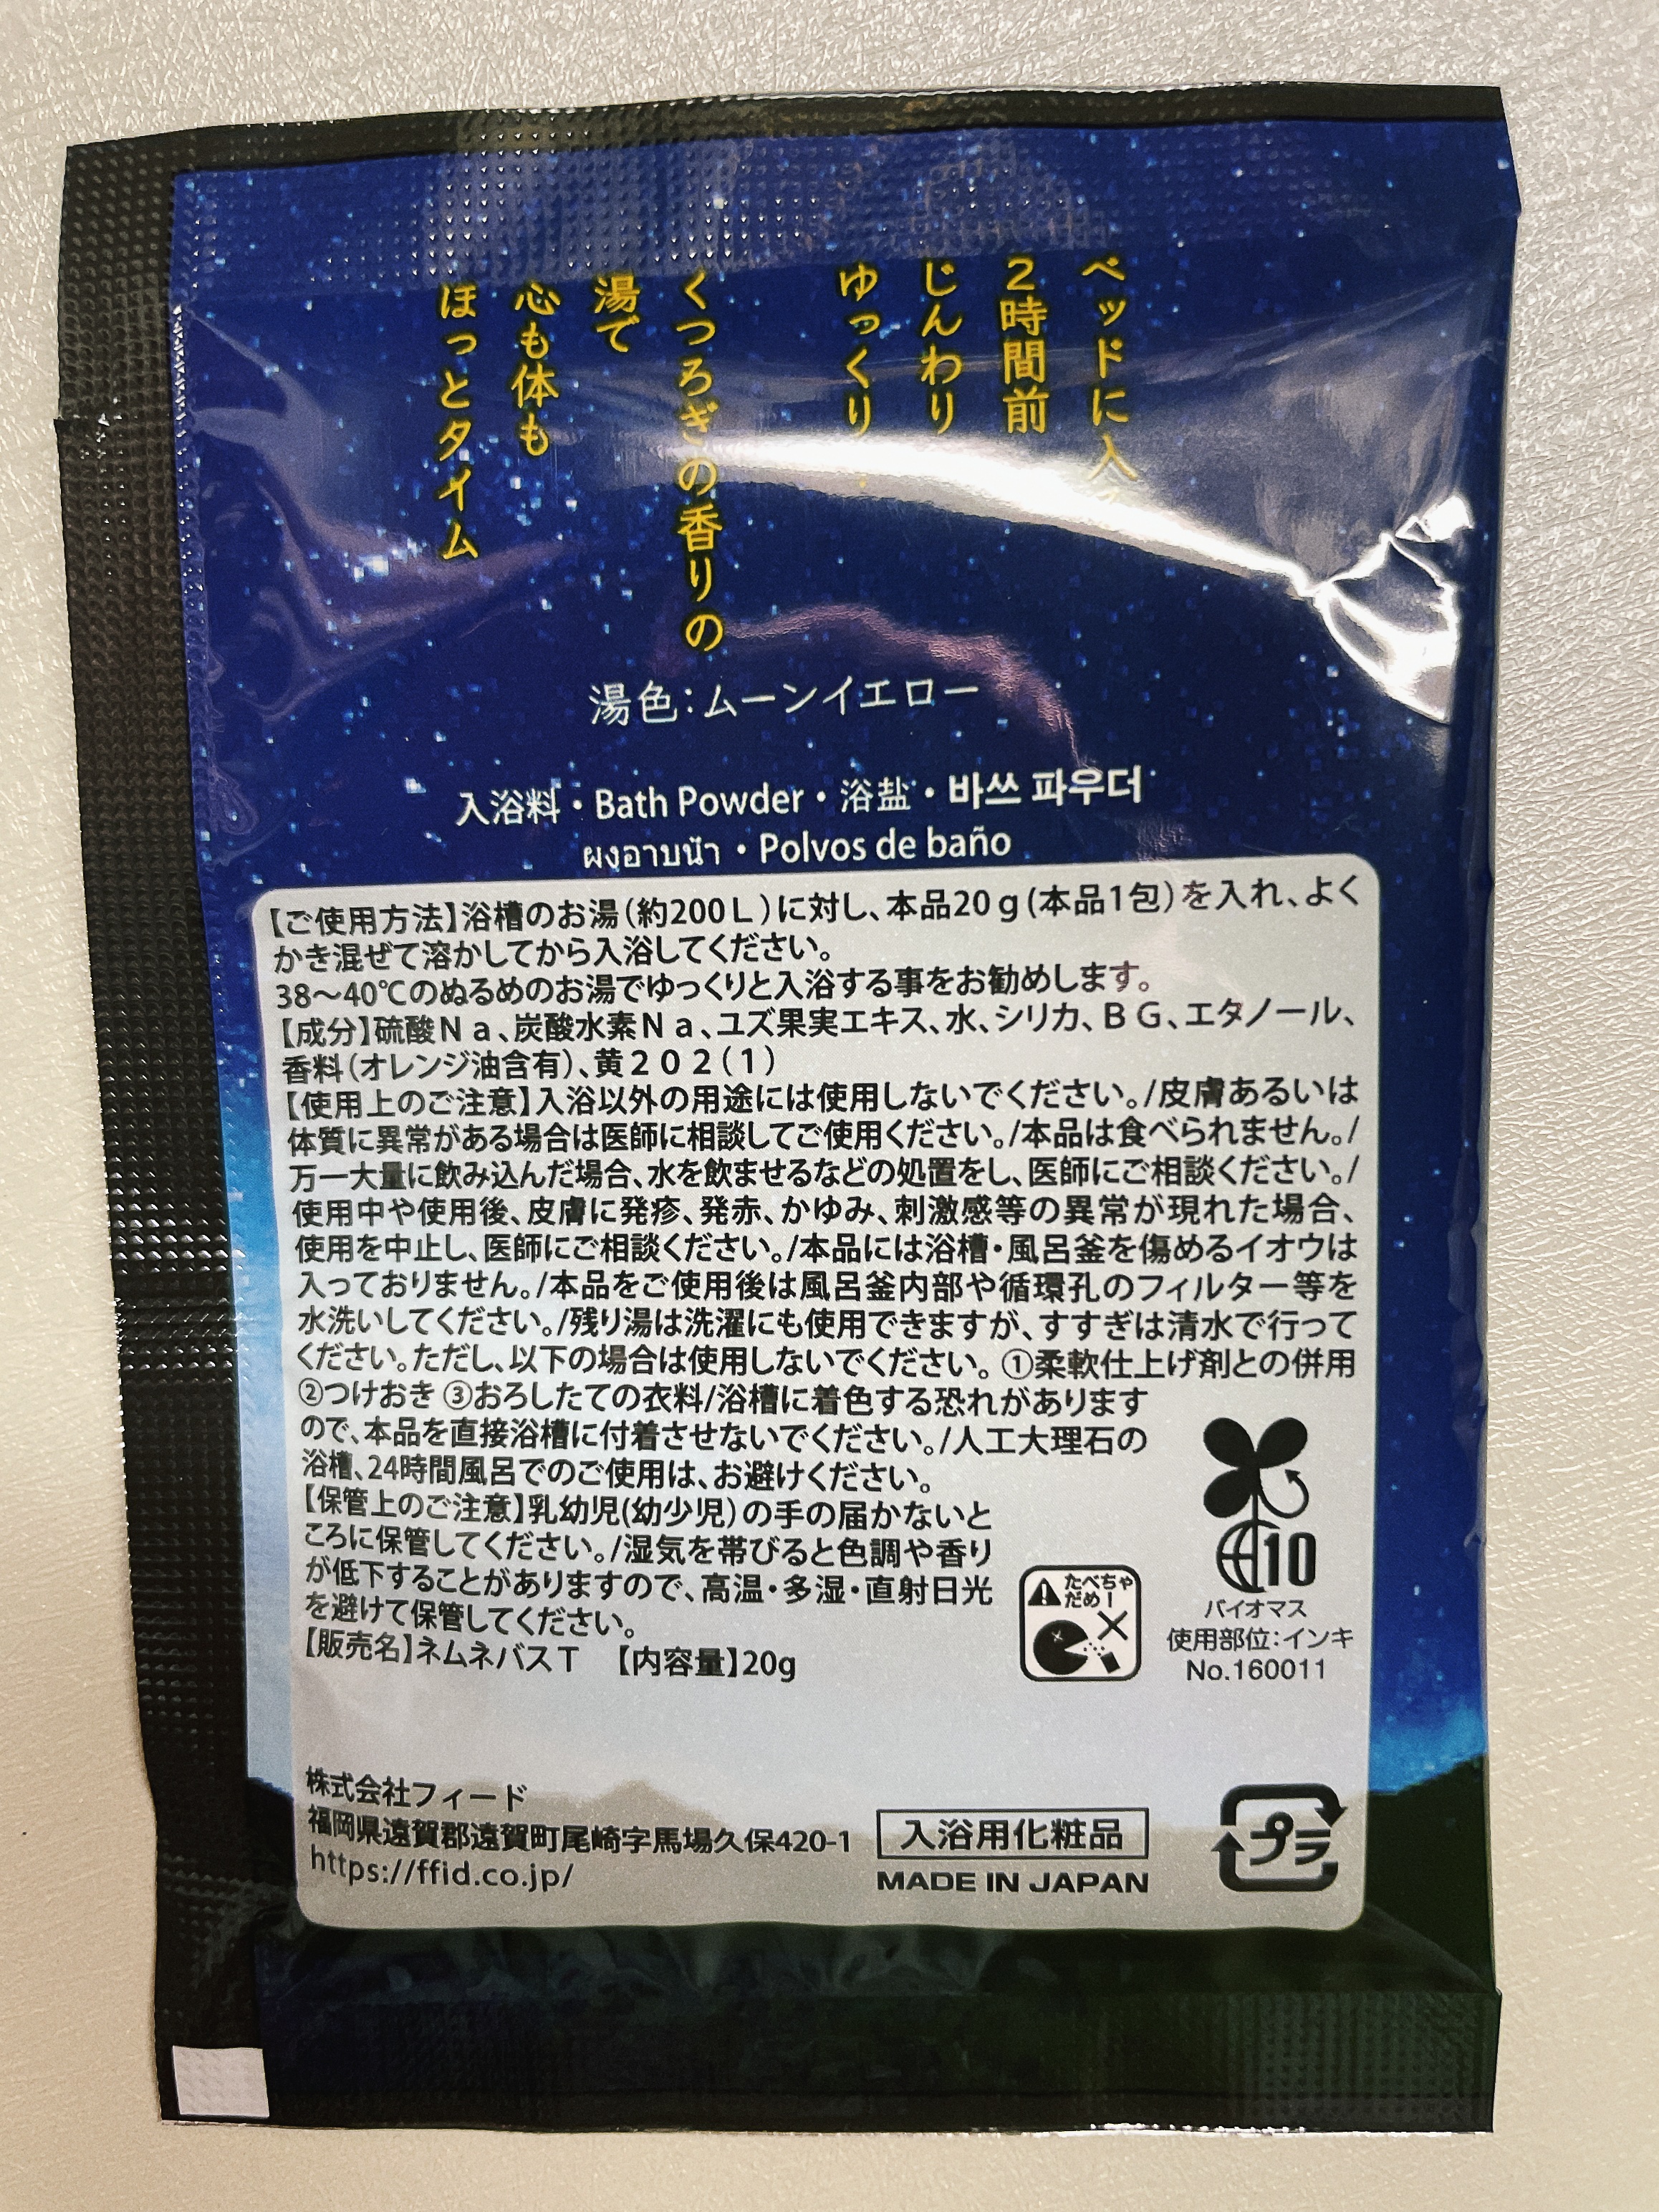 ベッドに入
2時間前
じんわり
ゆっくり
くつろぎの香りの
湯で
心も体も
ほっとタイム
湯色：ムーンイエロー
入浴料・Bath Powder・浴盐・바쓰 파우더
ผงอาบน้ำ・Polvos de baño
【ご使用方法】浴槽のお湯（約200Ｌ）に対し、本品20ｇ（本品1包）を入れ、よく
かき混ぜて溶かしてから入浴してください。
38～40℃のぬるめのお湯でゆっくりと入浴する事をお勧めします。
【成分】硫酸Ｎａ、炭酸水素Ｎａ、ユズ果実エキス、水、シリカ、ＢＧ、エタノール、
香料（オレンジ油含有）、黄２０２（１）
【使用上のご注意】入浴以外の用途には使用しないでください。/皮膚あるいは
体質に異常がある場合は医師に相談してご使用ください。/本品は食べられません。/
万一大量に飲み込んだ場合、水を飲ませるなどの処置をし、医師にご相談ください。/
使用中や使用後、皮膚に発疹、発赤、かゆみ、刺激感等の異常が現れた場合、
使用を中止し、医師にご相談ください。/本品には浴槽・風呂釜を傷めるイオウは
入っておりません。/本品をご使用後は風呂釜内部や循環孔のフィルター等を
水洗いしてください。/残り湯は洗濯にも使用できますが、すすぎは清水で行って
ください。ただし、以下の場合は使用しないでください。①柔軟仕上げ剤との併用
②つけおき ③おろしたての衣料/浴槽に着色する恐れがあります
ので、本品を直接浴槽に付着させないでください。/人工大理石の
浴槽、24時間風呂でのご使用は、お避けください。
【保管上のご注意】乳幼児（幼少児）の手の届かないと
ころに保管してください。/湿気を帯びると色調や香り
が低下することがありますので、高温・多湿・直射日光
を避けて保管してください。
【販売名】ネムネバスＴ 【内容量】20g
たべちゃ
だめ！
10
バイオマス
使用部位：インキ
No.160011
株式会社フィード
福岡県遠賀郡遠賀町尾崎字馬場久保420-1
https://ffid.co.jp/
入浴用化粧品
MADE IN JAPAN
プラ